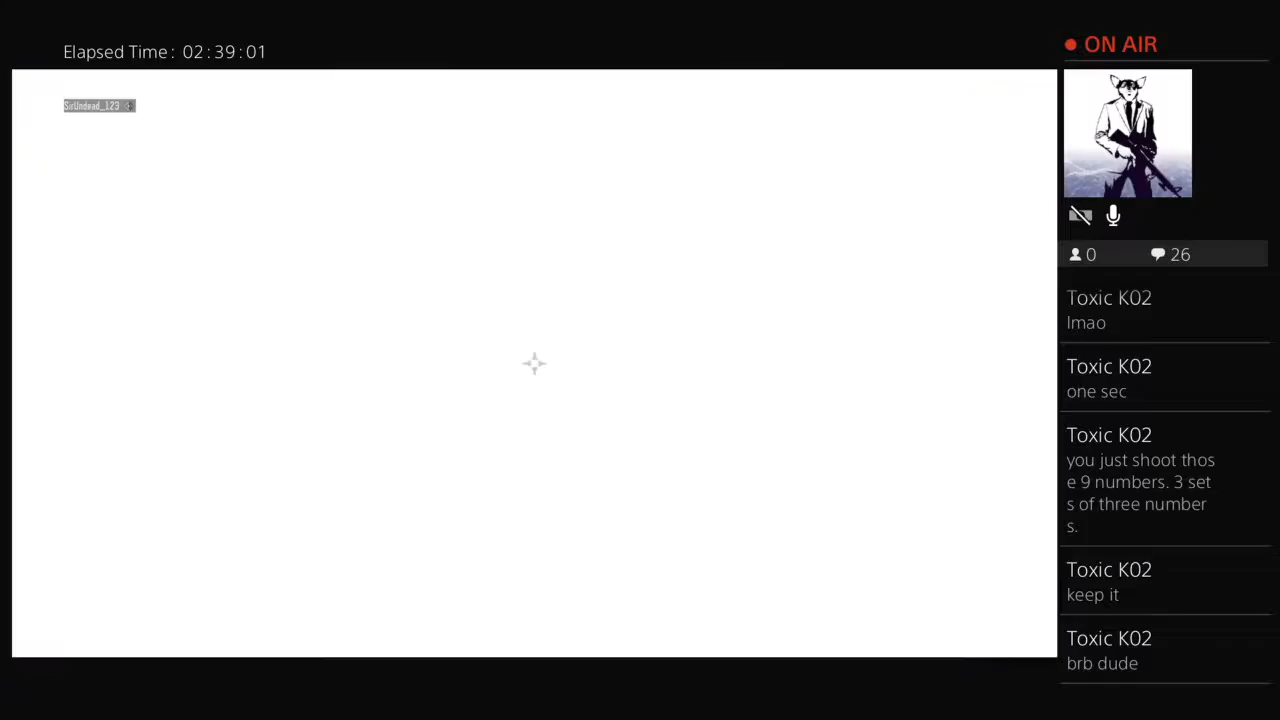 Elapsed Time: 02:39:01
ON AIR
SirUndead_123
0 26
Toxic K02
lmao
Toxic K02
one sec
Toxic K02
you just shoot thos
e 9 numbers. 3 set
s of three number
s.
Toxic K02
keep it
Toxic K02
brb dude